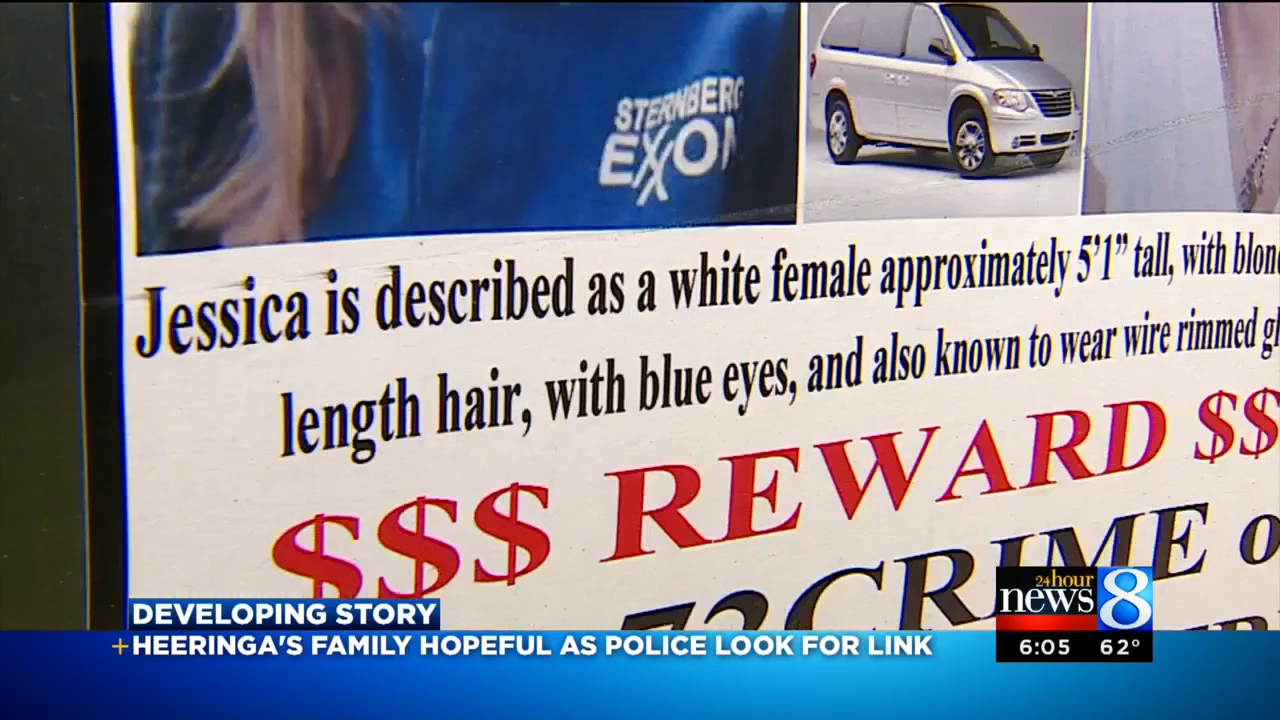 STERNBERG
EXXON
Jessica is described as a white female approximately 5'1" tall, with blon
length hair, with blue eyes, and also known to wear wire rimmed gl
$$$ REWARD $$
CRIME o
DEVELOPING STORY
+HEERINGA'S FAMILY HOPEFUL AS POLICE LOOK FOR LINK
24hour
news 8
6:05 62°